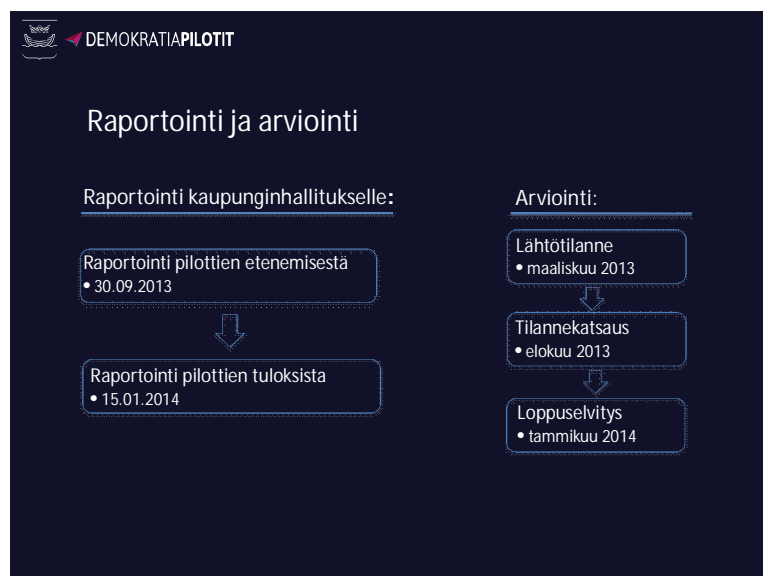 DEMOKRATIAPILOTIT
Raportointi ja arviointi
Raportointi kaupunginhallitukselle:
Raportointi pilottien etenemisestä
• 30.09.2013
Raportointi pilottien tuloksista
• 15.01.2014
Arviointi:
Lähtötilanne
• maaliskuu 2013
Tilannekatsaus
• elokuu 2013
Loppuselvitys
• tammikuu 2014